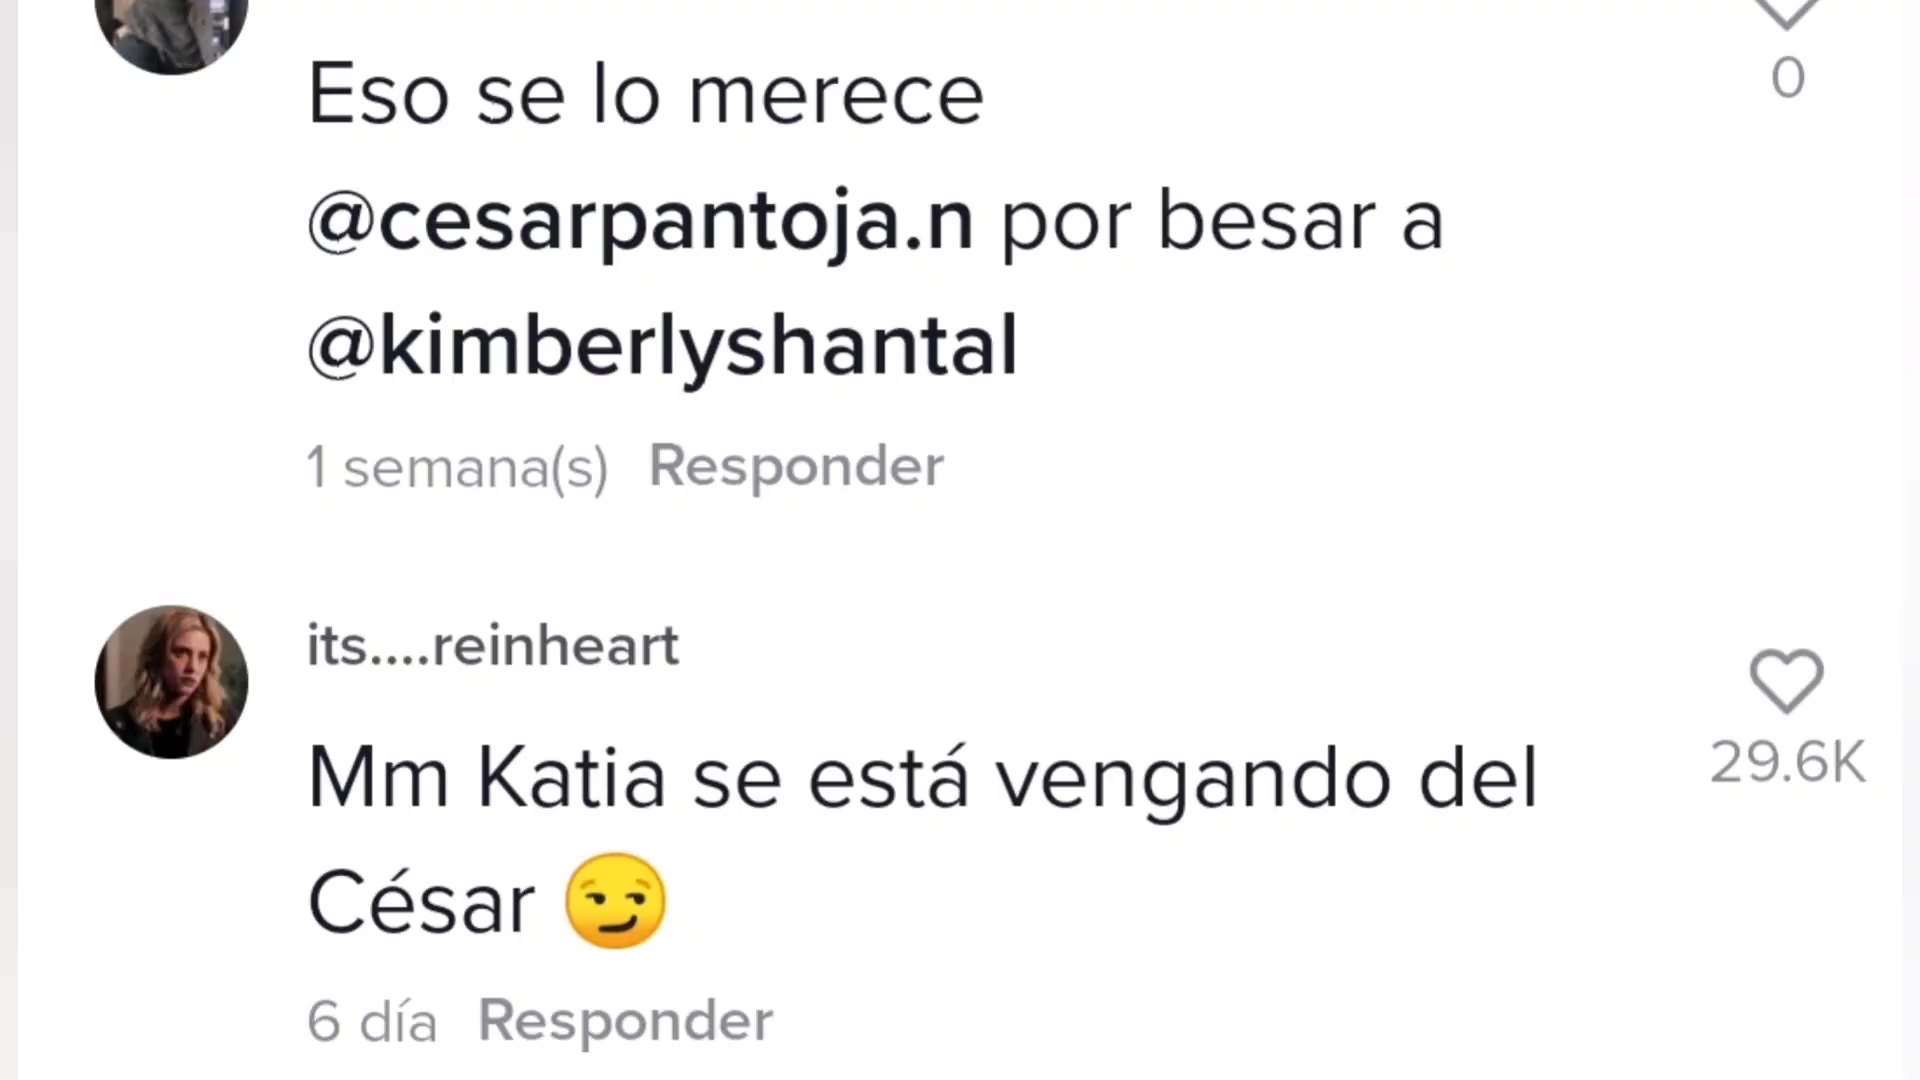 0
Eso se lo merece
@cesarpantoja.n por besar a
@kimberlyshantal
1 semana(s) Responder
its....reinheart
Mm Katia se está vengando del
César 😏
29.6K
6 día Responder